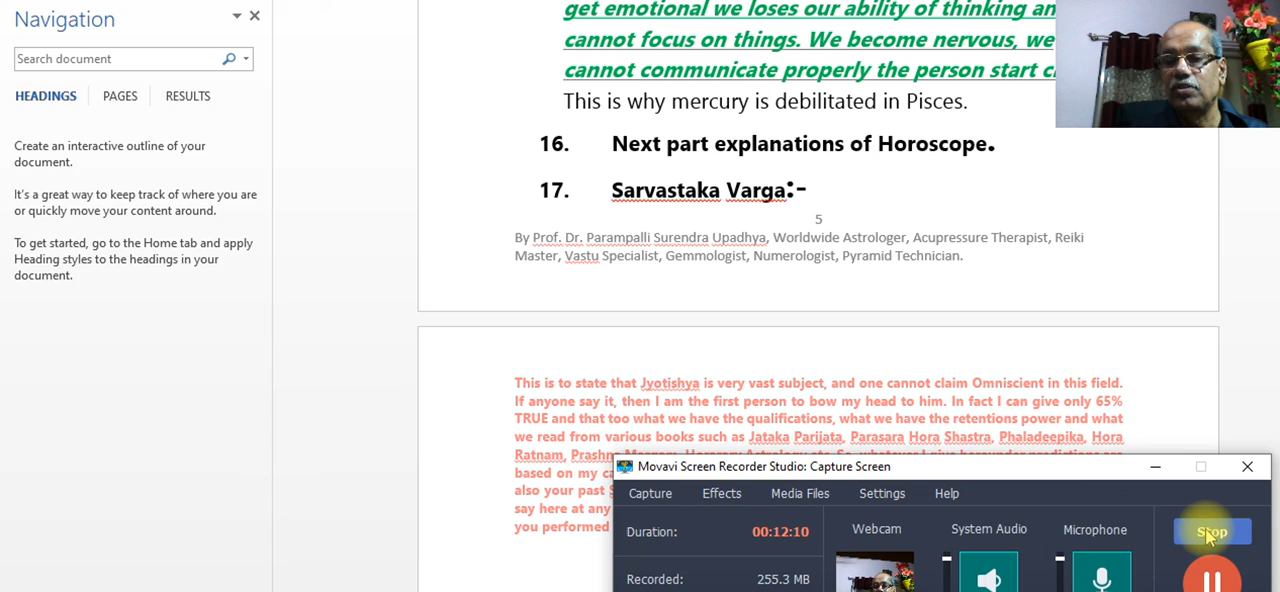 Navigation
Search document
HEADINGS PAGES RESULTS
Create an interactive outline of your
document.
It's a great way to keep track of where you are
or quickly move your content around.
To get started, go to the Home tab and apply
Heading styles to the headings in your
document.
get emotional we loses our ability of thinking an
cannot focus on things. We become nervous, we
cannot communicate properly the person start c
This is why mercury is debilitated in Pisces.
16. Next part explanations of Horoscope.
17. Sarvastaka Varga:-
5
By Prof. Dr. Parampalli Surendra Upadhya, Worldwide Astrologer, Acupressure Therapist, Reiki
Master, Vastu Specialist, Gemmologist, Numerologist, Pyramid Technician.
This is to state that Jyotishya is very vast subject, and one cannot claim Omniscient in this field.
If anyone say it, then I am the first person to bow my head to him. In fact I can give only 65%
TRUE and that too what we have the qualifications, what we have the retentions power and what
we read from various books such as Jataka Parijata, Parasara Hora Shastra, Phaladeepika, Hora
Ratnam, Prashna
based on my ca
also your past
say here at any
you performed
Movavi Screen Recorder Studio: Capture Screen
Capture Effects Media Files Settings Help
Duration: 00:12:10
Webcam System Audio Microphone
Stop
Recorded: 255.3 MB